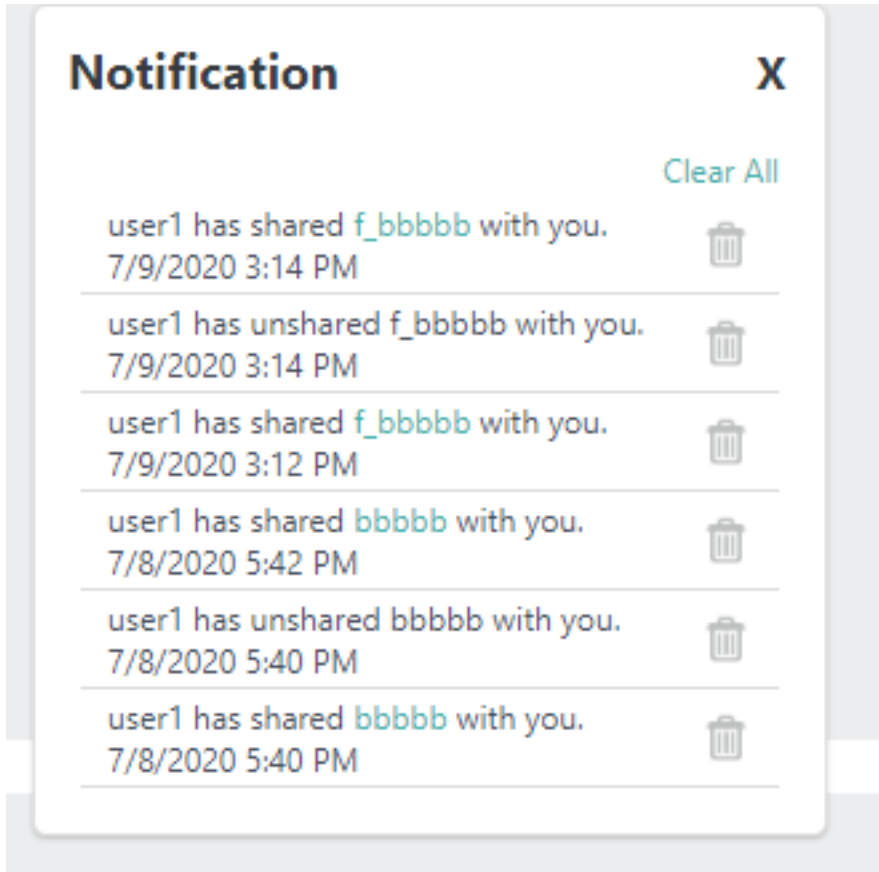 Notification X
Clear All
user1 has shared f_bbbbb with you.
7/9/2020 3:14 PM
user1 has unshared f_bbbbb with you.
7/9/2020 3:14 PM
user1 has shared f_bbbbb with you.
7/9/2020 3:12 PM
user1 has shared bbbbb with you.
7/8/2020 5:42 PM
user1 has unshared bbbbb with you.
7/8/2020 5:40 PM
user1 has shared bbbbb with you.
7/8/2020 5:40 PM